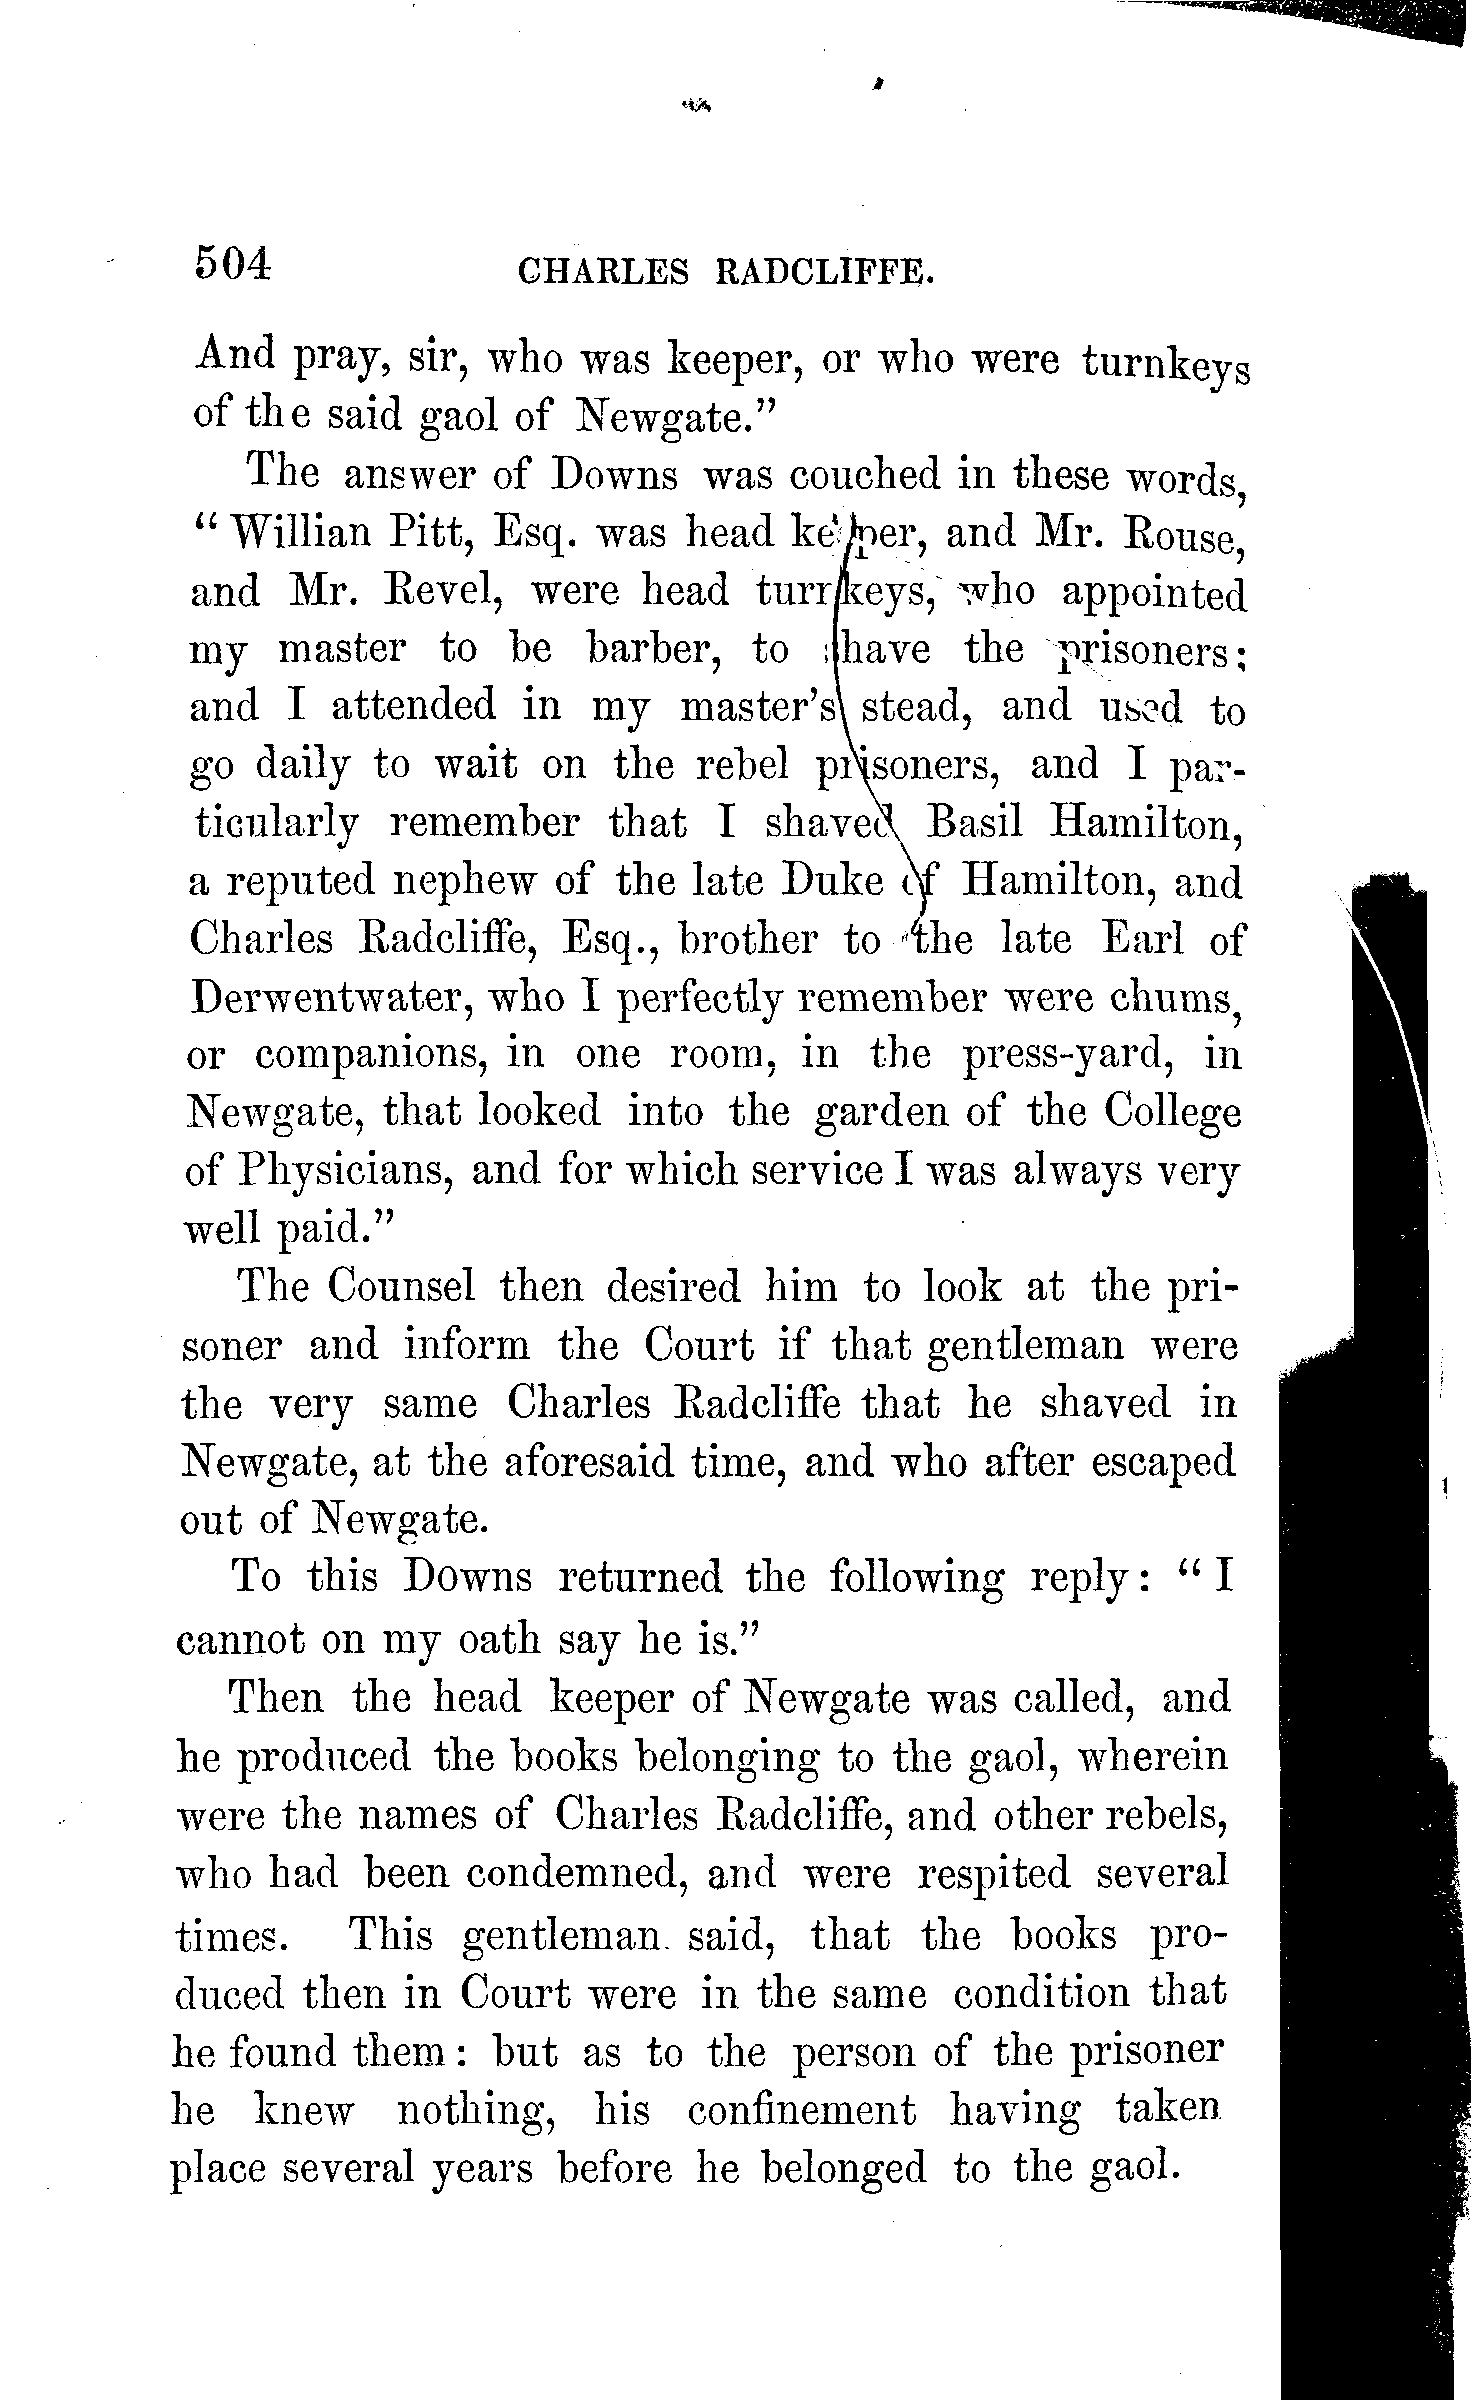 504 CHARLES RADCLIFFE.
And pray, sir, who was keeper, or who were turnkeys
of the said gaol of Newgate.”
The answer of Downs was couched in these words,
“ Willian Pitt, Esq. was head keeper, and Mr. Rouse,
and Mr. Revel, were head turnkeys, who appointed
my master to be barber, to shave the prisoners;
and I attended in my master’s stead, and used to
go daily to wait on the rebel prisoners, and I par-
ticularly remember that I shaved Basil Hamilton,
a reputed nephew of the late Duke of Hamilton, and
Charles Radcliffe, Esq., brother to the late Earl of
Derwentwater, who I perfectly remember were chums,
or companions, in one room, in the press-yard, in
Newgate, that looked into the garden of the College
of Physicians, and for which service I was always very
well paid.”
The Counsel then desired him to look at the pri-
soner and inform the Court if that gentleman were
the very same Charles Radcliffe that he shaved in
Newgate, at the aforesaid time, and who after escaped
out of Newgate.
To this Downs returned the following reply: “ I
cannot on my oath say he is.”
Then the head keeper of Newgate was called, and
he produced the books belonging to the gaol, wherein
were the names of Charles Radcliffe, and other rebels,
who had been condemned, and were respited several
times. This gentleman said, that the books pro-
duced then in Court were in the same condition that
he found them: but as to the person of the prisoner
he knew nothing, his confinement having taken
place several years before he belonged to the gaol.